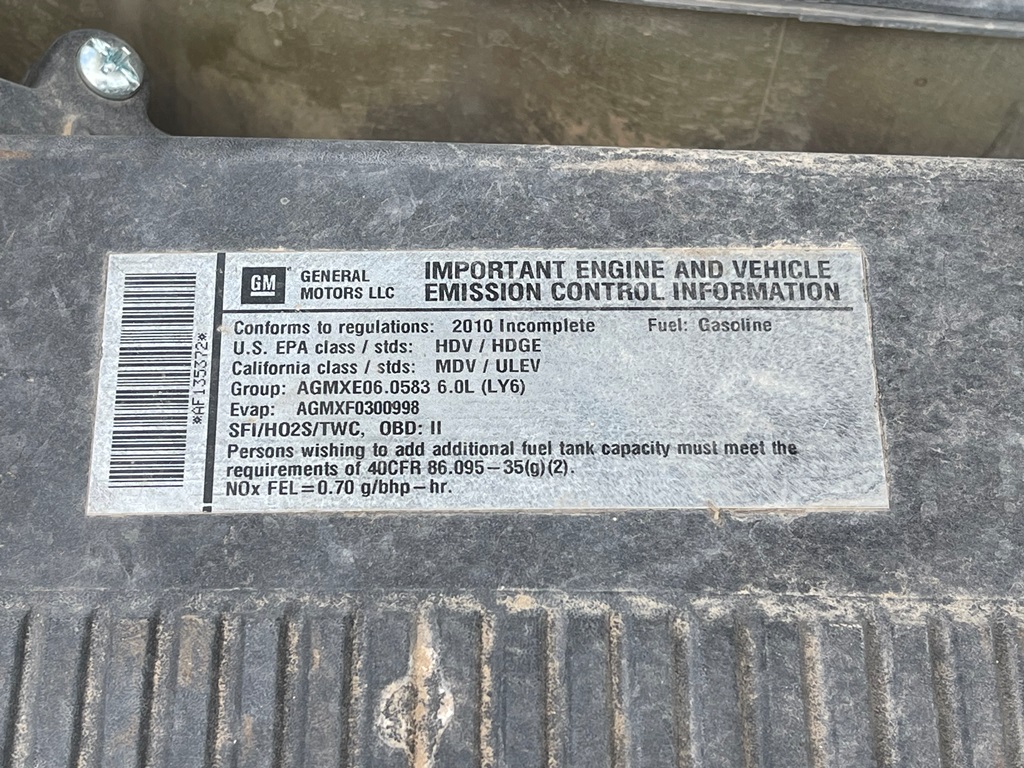 GM GENERAL MOTORS LLC
IMPORTANT ENGINE AND VEHICLE
EMISSION CONTROL INFORMATION
Conforms to regulations: 2010 Incomplete Fuel: Gasoline
U.S. EPA class / stds: HDV / HDGE
California class / stds: MDV / ULEV
Group: AGMXE06.0583 6.0L (LY6)
Evap: AGMXF0300998
SFI/HO2S/TWC, OBD: II
Persons wishing to add additional fuel tank capacity must meet the
requirements of 40CFR 86.095-35(g)(2).
NOx FEL=0.70 g/bhp-hr.
*AF135372*